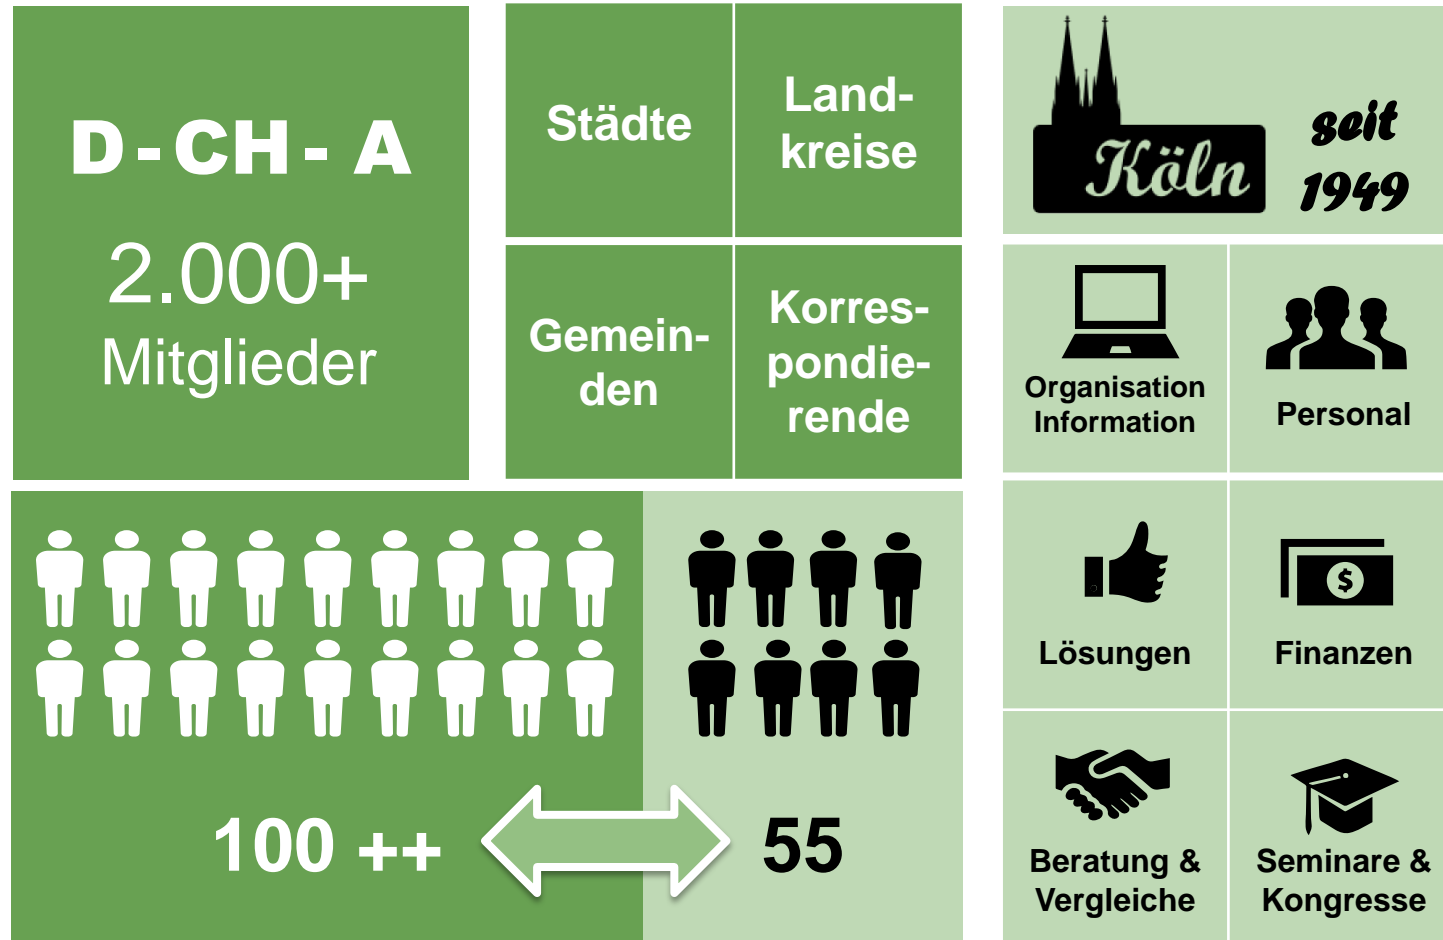 D - CH - A
2.000+
Mitglieder
Städte
Land-
kreise
Gemein-
den
Korres-
pondie-
rende
Köln
seit
1949
Organisation
Information
Personal
Lösungen
$
Finanzen
Beratung &
Vergleiche
Seminare &
Kongresse
100 ++
55